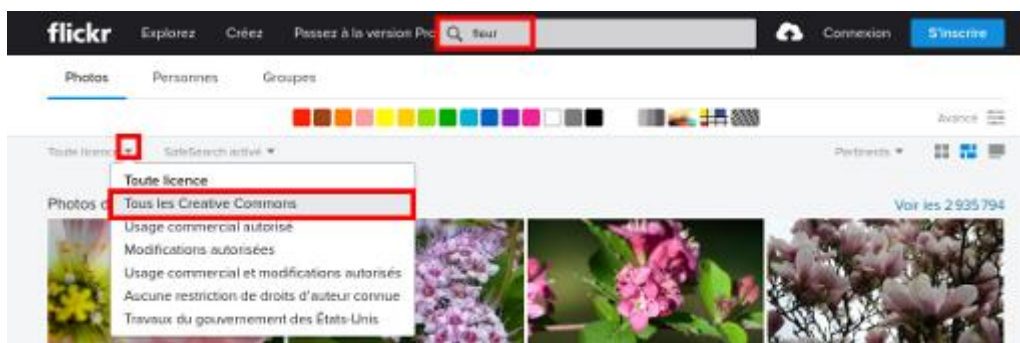 flickr Explorez Créez Passez à la version Pro fleur Connexion S'inscrire
Photos Personnes Groupes
Avancé
Toute licence SafeSearch activé Pertinents
Toute licence
Tous les Creative Commons
Photos d Voir les 2 935 794
Usage commercial autorisé
Modifications autorisées
Usage commercial et modifications autorisés
Aucune restriction de droits d'auteur connue
Travaux du gouvernement des États-Unis